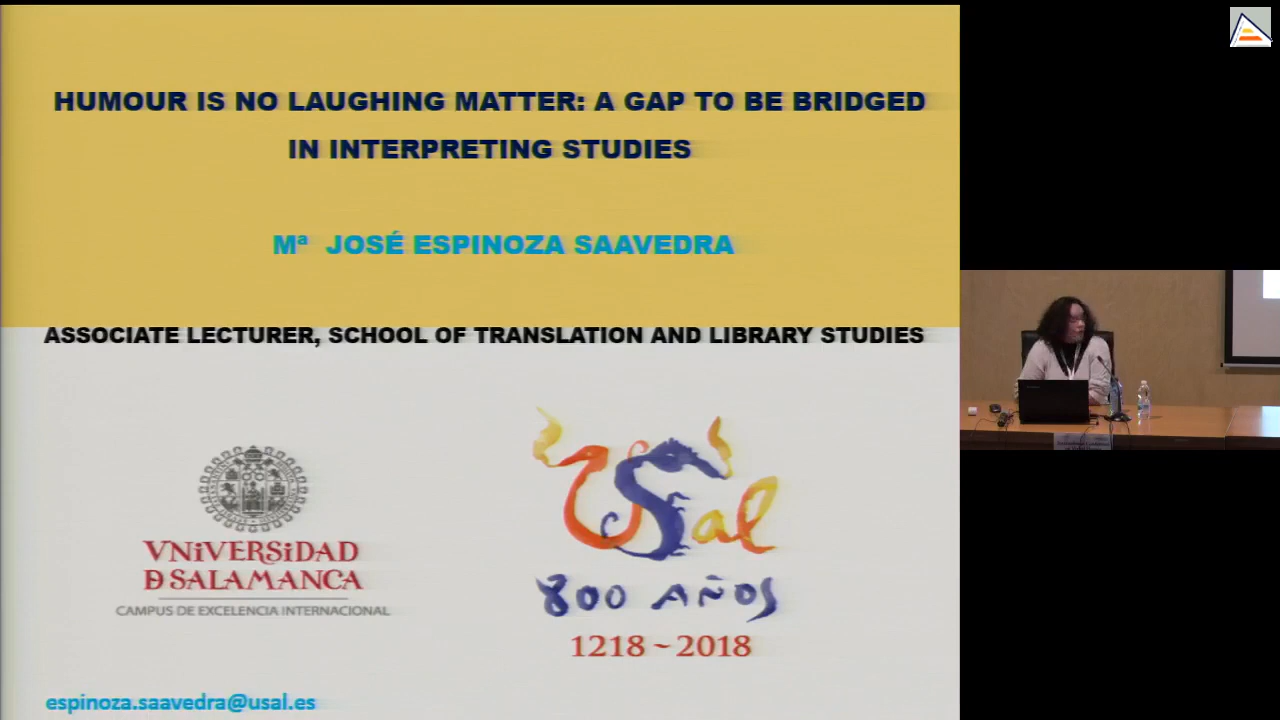 HUMOUR IS NO LAUGHING MATTER: A GAP TO BE BRIDGED
IN INTERPRETING STUDIES
Mª JOSÉ ESPINOZA SAAVEDRA
ASSOCIATE LECTURER, SCHOOL OF TRANSLATION AND LIBRARY STUDIES
VNiVERSiDAD
D SALAMANCA
CAMPUS DE EXCELENCIA INTERNACIONAL
USal
800 AÑOS
1218 ~ 2018
espinoza.saavedra@usal.es